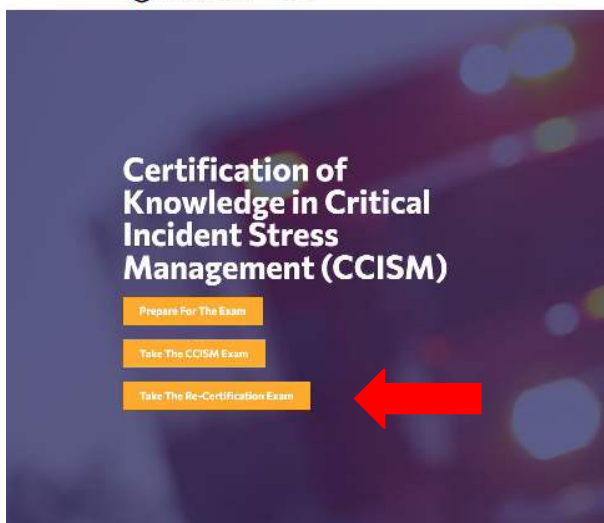 Certification of
Knowledge in Critical
Incident Stress
Management (CCISM)
Prepare For The Exam
Take The CCISM Exam
Take The Re-Certification Exam